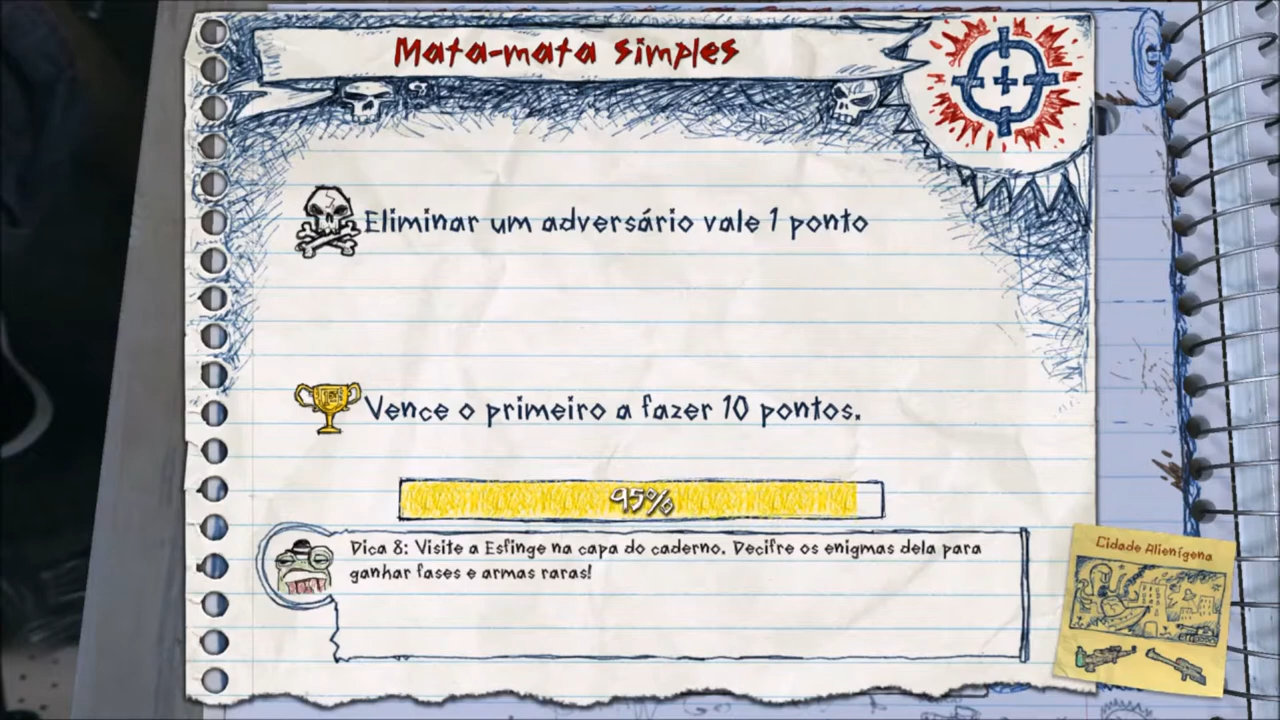 Mata-mata simples
Eliminar um adversário vale 1 ponto
Vence o primeiro a fazer 10 pontos.
95%
Dica 8: Visite a Esfinge na capa do caderno. Decifre os enigmas dela para
ganhar fases e armas raras!
Cidade Alienígena